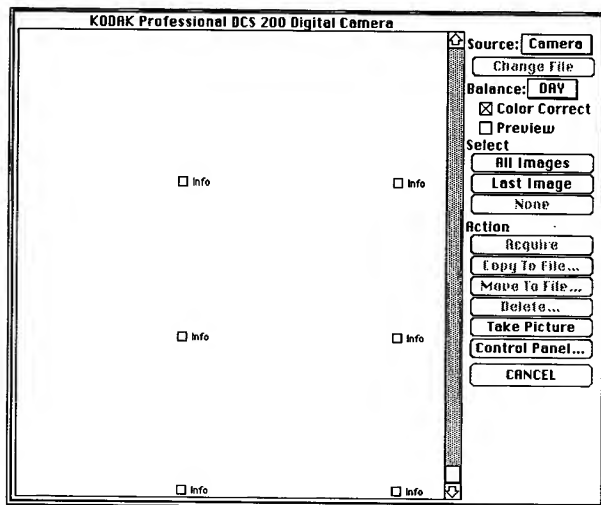 KODAK Professional DCS 200 Digital Camera
Source: Camera
Change File
Balance: DAY
Color Correct
Preview
Select
All Images
Last Image
None
Action
Acquire
Copy To File...
Move To File...
Delete...
Take Picture
Control Panel...
CANCEL
Info Info
Info Info
Info Info